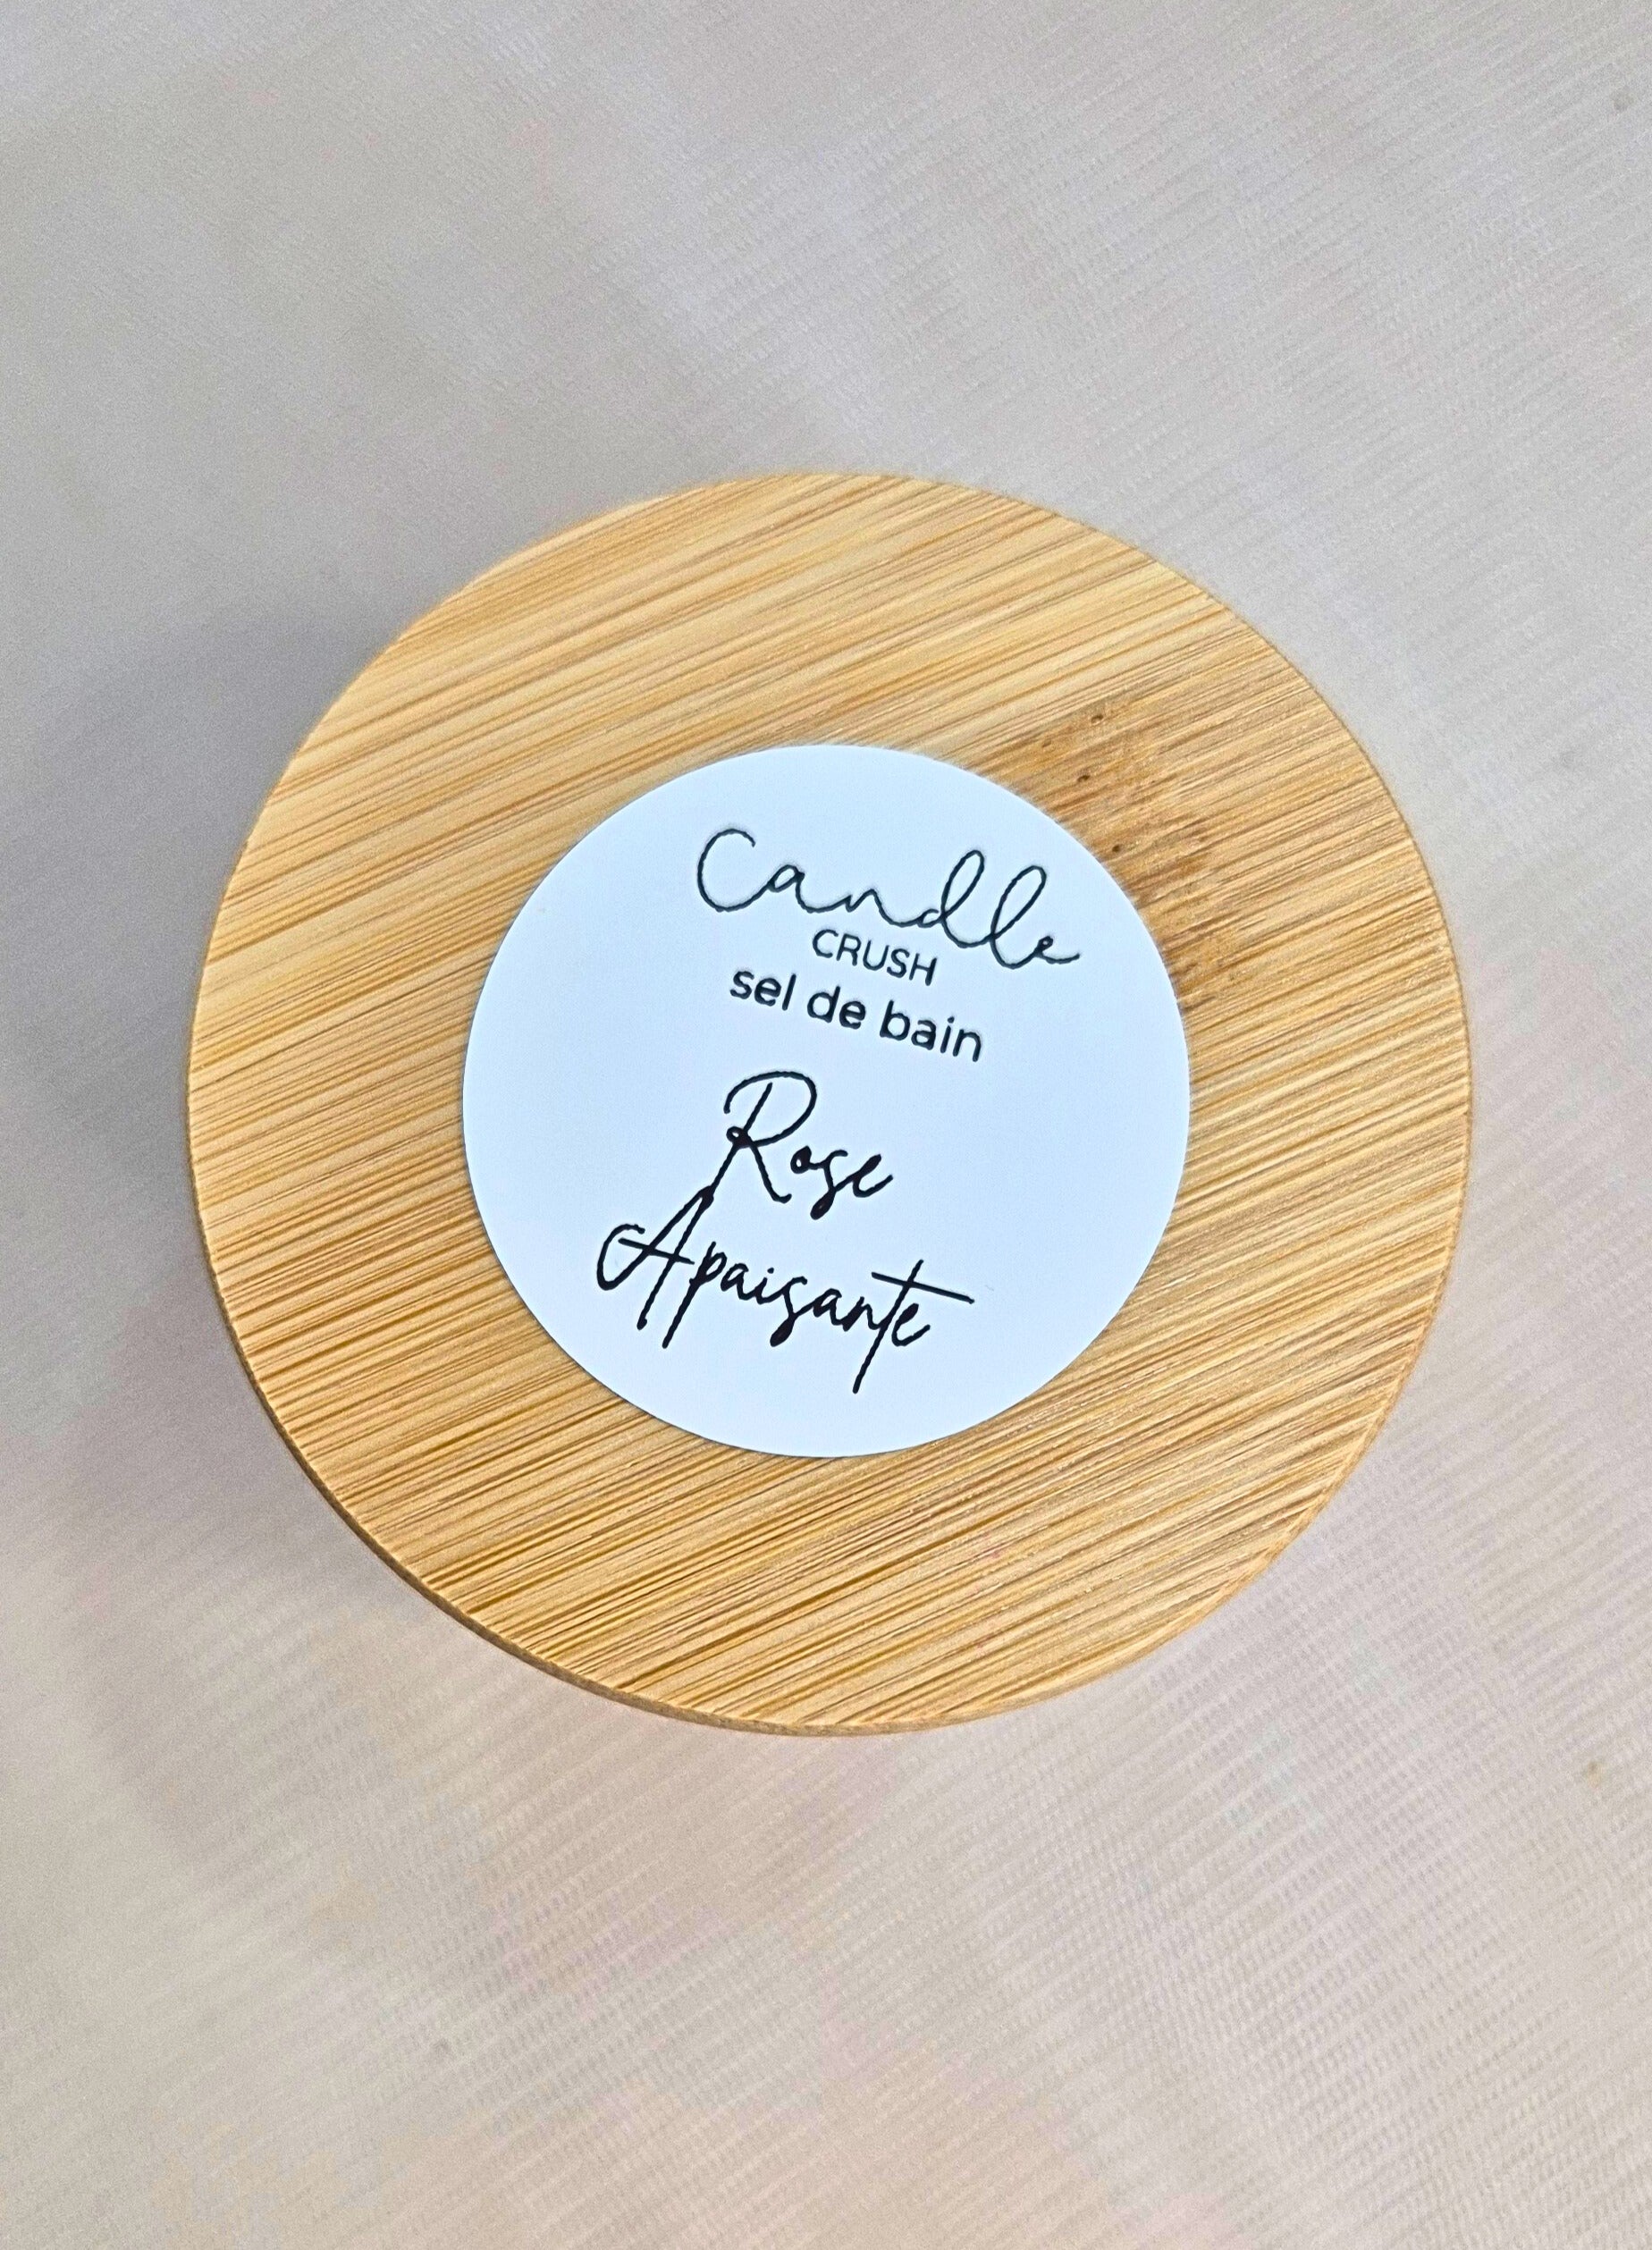 Candle
CRUSH
sel de bain
Rose
Apaisante